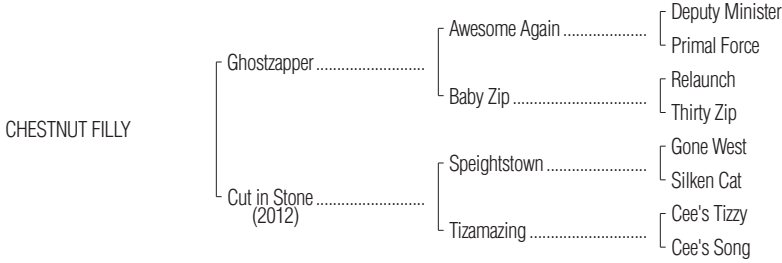 Deputy Minister
Awesome Again ....................
Primal Force
Ghostzapper ..........................
Relaunch
Baby Zip ................................
Thirty Zip
CHESTNUT FILLY
Gone West
Speightstown ........................
Silken Cat
Cut in Stone ..........................
(2012)
Cee's Tizzy
Tizamazing ............................
Cee's Song